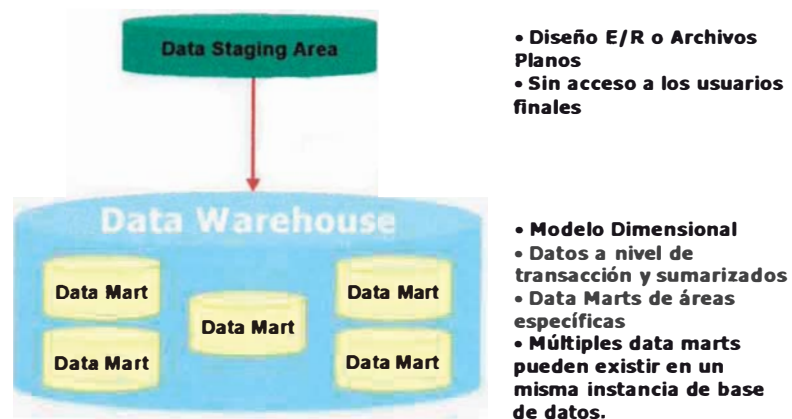 Data Staging Area
• Diseño E/R o Archivos
Planos
• Sin acceso a los usuarios
finales
Data Warehouse
Data Mart
Data Mart
Data Mart
Data Mart
Data Mart
• Modelo Dimensional
• Datos a nivel de
transacción y sumarizados
• Data Marts de áreas
específicas
• Múltiples data marts
pueden existir en un
misma instancia de base
de datos.